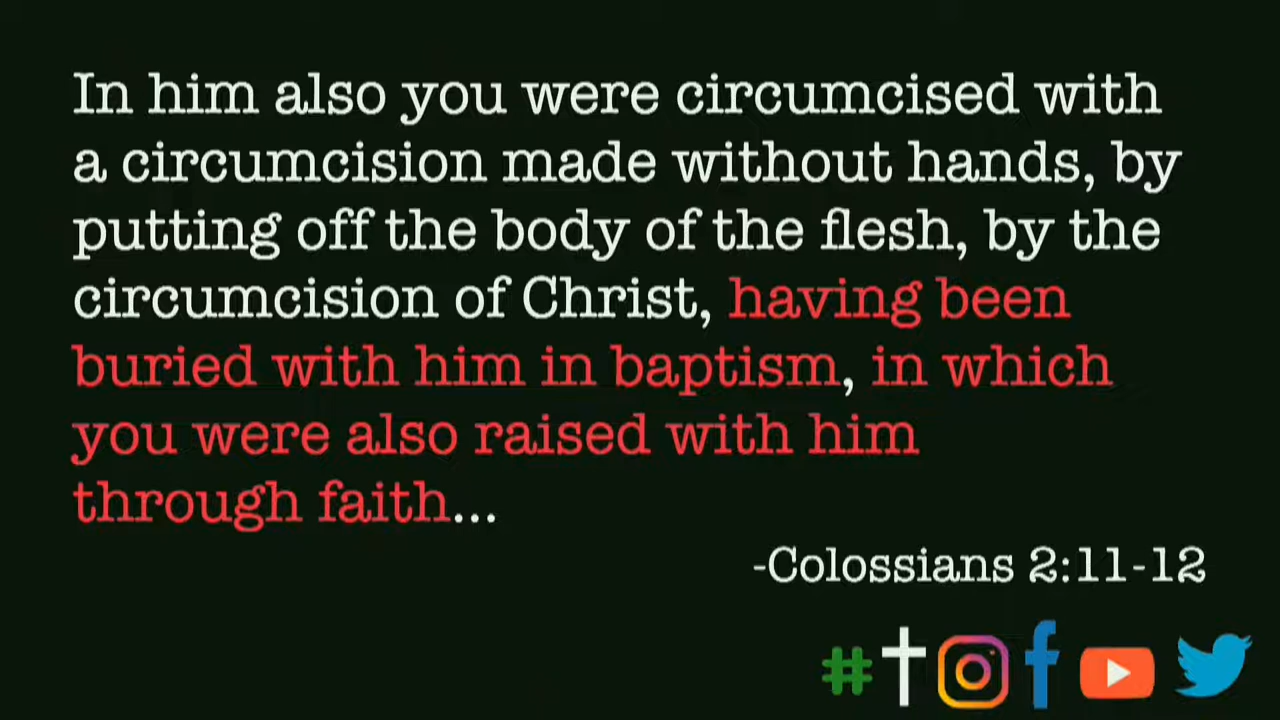 In him also you were circumcised with
a circumcision made without hands, by
putting off the body of the flesh, by the
circumcision of Christ, having been
buried with him in baptism, in which
you were also raised with him
through faith...
-Colossians 2:11-12
#